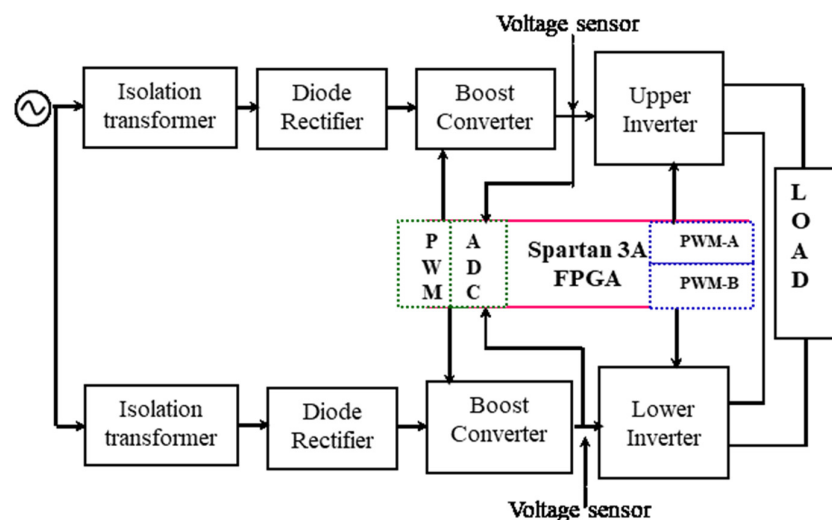 Voltage sensor
Isolation
transformer
Diode
Rectifier
Boost
Converter
Upper
Inverter
P
W
M
A
D
C
Spartan 3A
FPGA
PWM-A
PWM-B
L
O
A
D
Isolation
transformer
Diode
Rectifier
Boost
Converter
Lower
Inverter
Voltage sensor